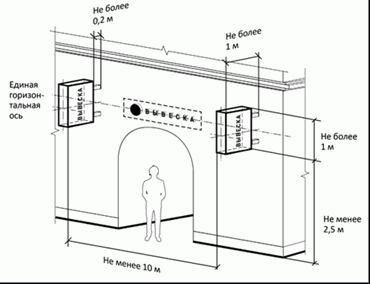 Не более
0,2 м
Не более
1 м
Единая
горизон-
тальная
ось
ВЫВЕСКА
ВЫВЕСКА
ВЫВЕСКА
Не более
1 м
Не менее
2,5 м
Не менее 10 м